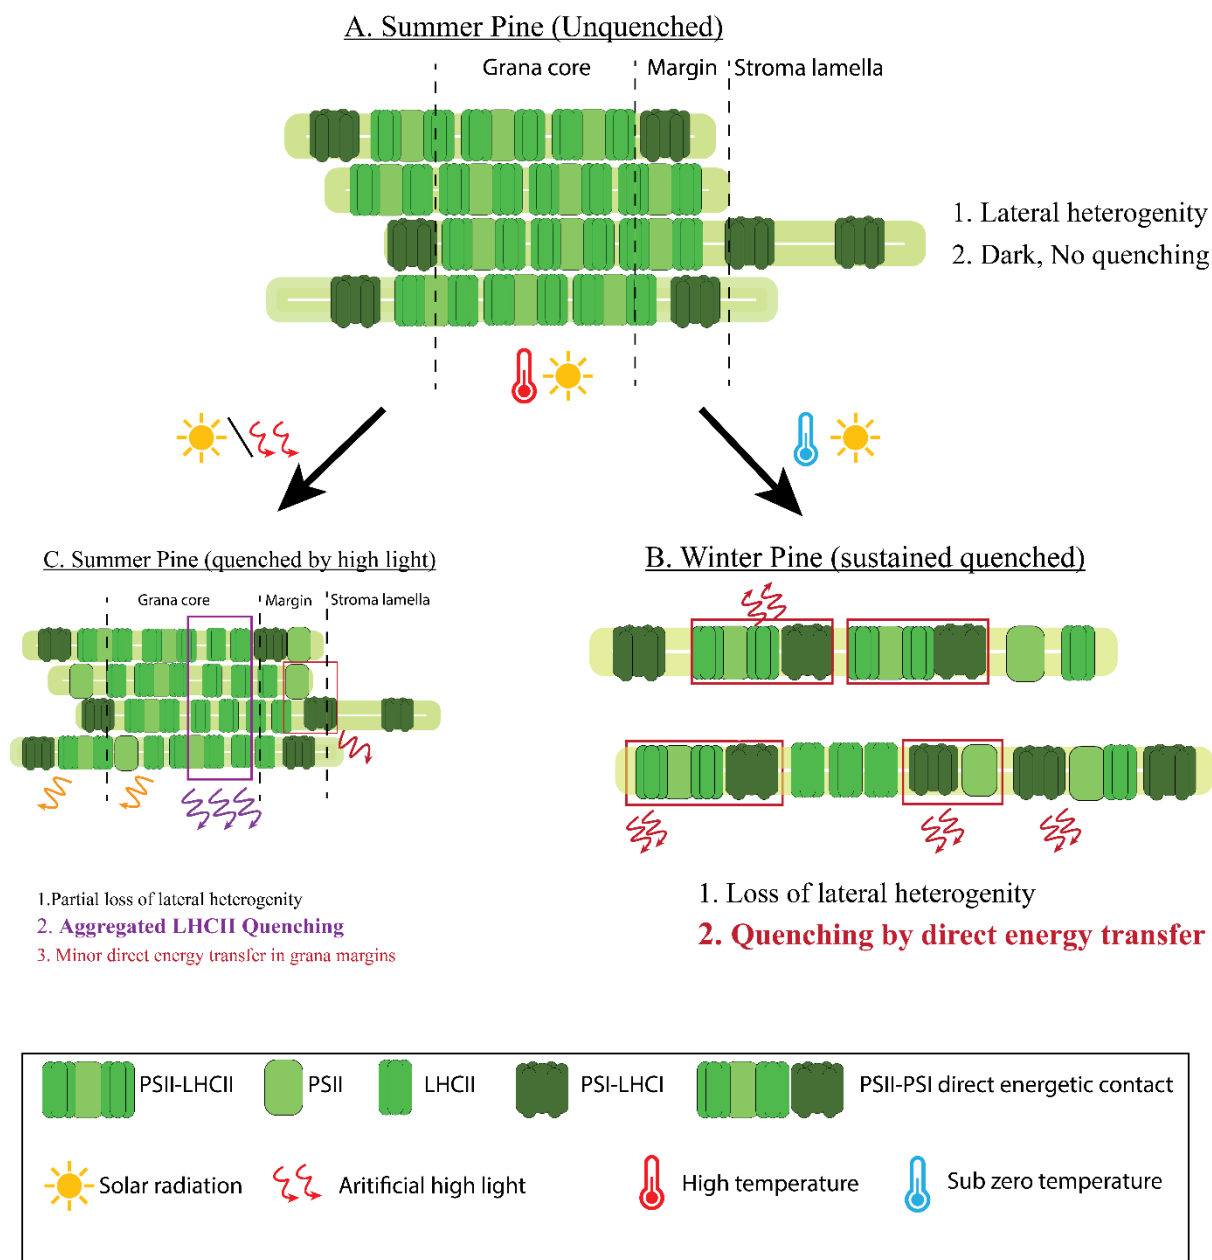 A. Summer Pine (Unquenched)
Grana core
Margin
Stroma lamella
1. Lateral heterogenity
2. Dark, No quenching
C. Summer Pine (quenched by high light)
Grana core
Margin
Stroma lamella
1.Partial loss of lateral heterogenity
2. Aggregated LHCII Quenching
3. Minor direct energy transfer in grana margins
B. Winter Pine (sustained quenched)
1. Loss of lateral heterogenity
2. Quenching by direct energy transfer
PSII-LHCII
PSII
LHCII
PSI-LHCI
PSII-PSI direct energetic contact
Solar radiation
Aritificial high light
High temperature
Sub zero temperature